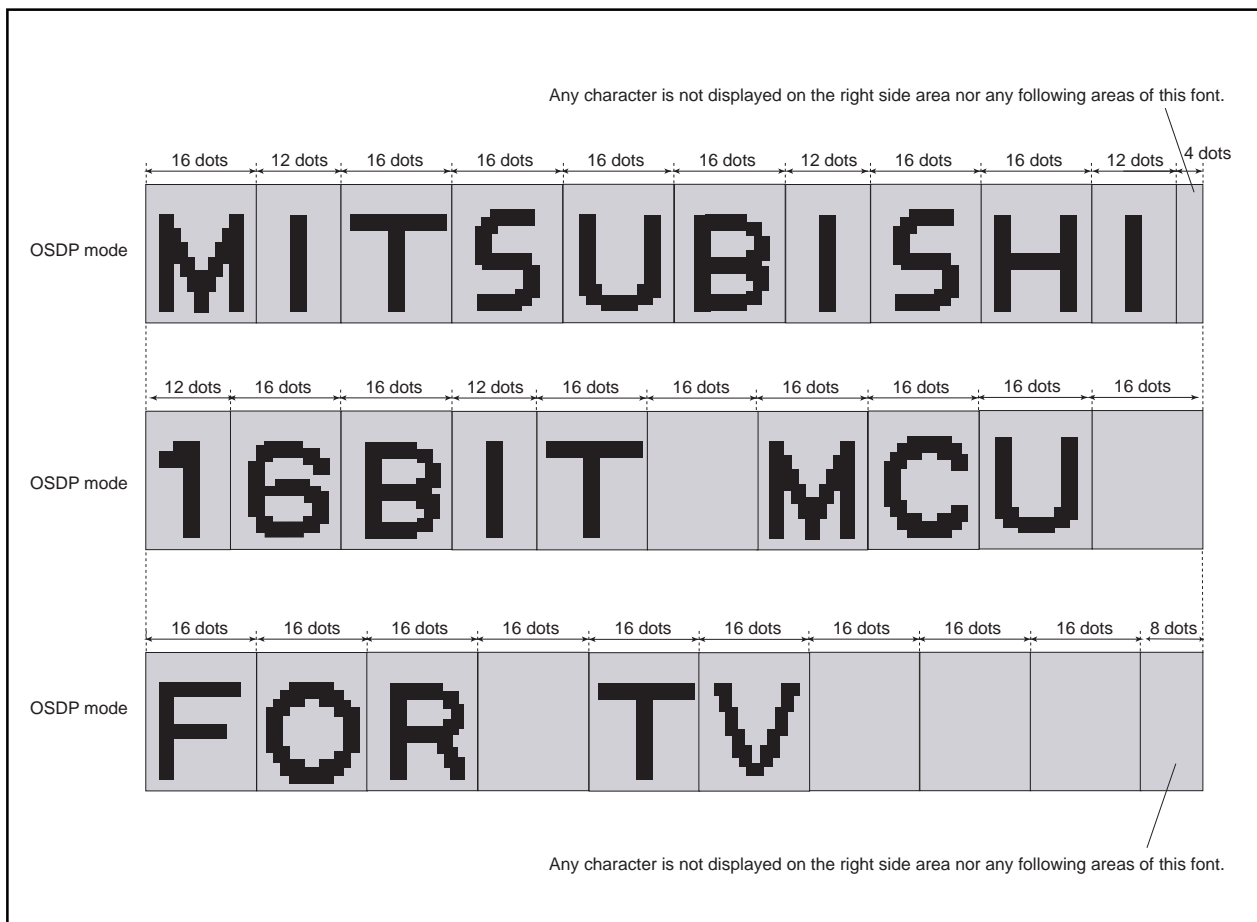 Any character is not displayed on the right side area nor any following areas of this font.
16 dots 12 dots 16 dots 16 dots 16 dots 16 dots 12 dots 16 dots 16 dots 12 dots 4 dots
OSDP mode MITSUBISHI
12 dots 16 dots 16 dots 12 dots 16 dots 16 dots 16 dots 16 dots 16 dots 16 dots
OSDP mode 16BIT MCU
16 dots 16 dots 16 dots 16 dots 16 dots 16 dots 16 dots 16 dots 16 dots 8 dots
OSDP mode FOR TV
Any character is not displayed on the right side area nor any following areas of this font.